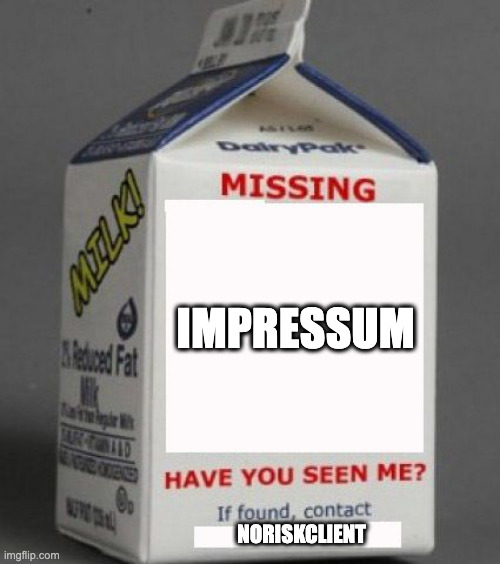 DairyPak
MISSING
IMPRESSUM
HAVE YOU SEEN ME?
If found, contact
NORISKCLIENT
MILK!
2% Reduced Fat
Milk
imgflip.com